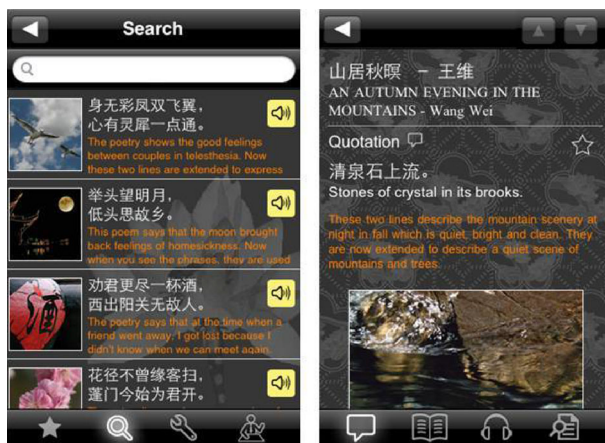 Search
身无彩凤双飞翼，
心有灵犀一点通。
The poetry shows the good feelings
between couples in telesthesia. Now
these two lines are extended to express
举头望明月，
低头思故乡。
This poem says that the moon brought
back feelings of homesickness. Now
when you see the phrases, they are used
劝君更尽一杯酒，
西出阳关无故人。
The poetry says that at the time when a
friend went away, I got lost because I
didn't know when we can meet again.
花径不曾缘客扫，
蓬门今始为君开。
山居秋暝 - 王维
AN AUTUMN EVENING IN THE
MOUNTAINS - Wang Wei
Quotation
清泉石上流。
Stones of crystal in its brooks.
These two lines describe the mountain scenery at
night in fall which is quiet, bright and clean. They
are now extended to describe a quiet scene of
mountains and trees.
酒